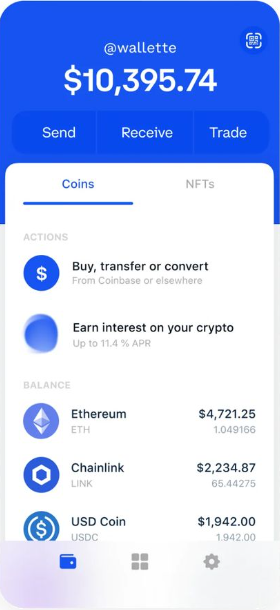 @wallette
$10,395.74
Send Receive Trade
Coins NFTs
ACTIONS
$
Buy, transfer or convert
From Coinbase or elsewhere
Earn interest on your crypto
Up to 11.4 % APR
BALANCE
Ethereum $4,721.25
ETH 1.049166
Chainlink $2,234.87
LINK 65.44275
USD Coin $1,942.00
USDC 1,942.00